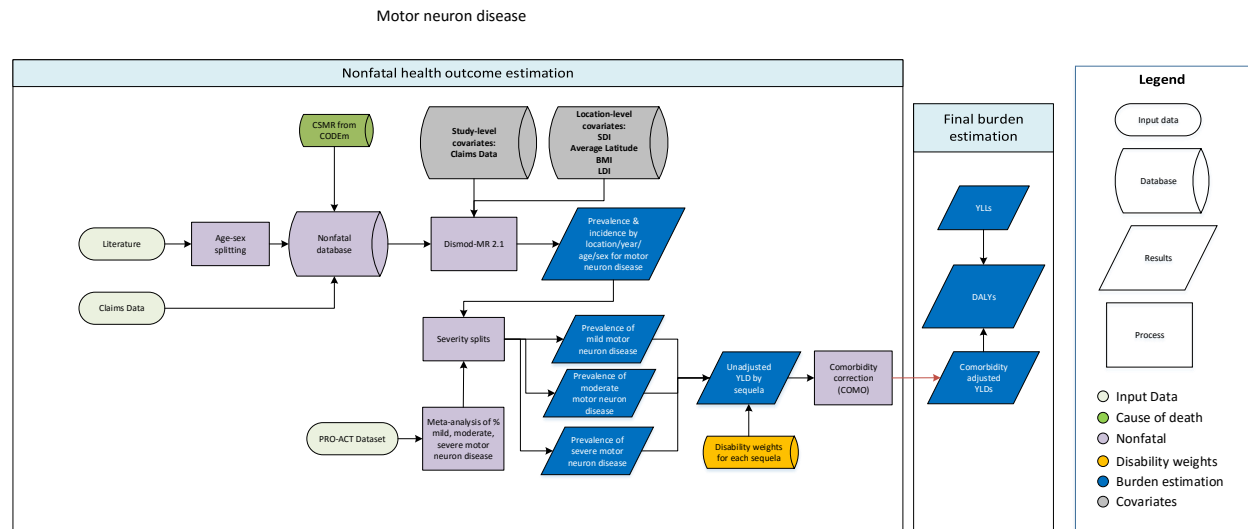 Motor neuron disease
Nonfatal health outcome estimation
CSMR from
CODEm
Study-level
covariates:
Claims Data
Location-level
covariates:
SDI
Average Latitude
BMI
LDI
Literature
Age-sex
splitting
Nonfatal
database
Dismod-MR 2.1
Prevalence &
incidence by
location/year/
age/sex for motor
neuron disease
Claims Data
Severity splits
Prevalence of
mild motor
neuron disease
Prevalence of
moderate
motor neuron
disease
Prevalence of
severe motor
neuron disease
PRO-ACT Dataset
Meta-analysis of %
mild, moderate,
severe motor
neuron disease
Unadjusted
YLD by
sequela
Disability weights
for each sequela
Comorbidity
correction
(COMO)
Final burden
estimation
YLLs
DALYs
Comorbidity
adjusted
YLDs
Legend
Input data
Database
Results
Process
Input Data
Cause of death
Nonfatal
Disability weights
Burden estimation
Covariates